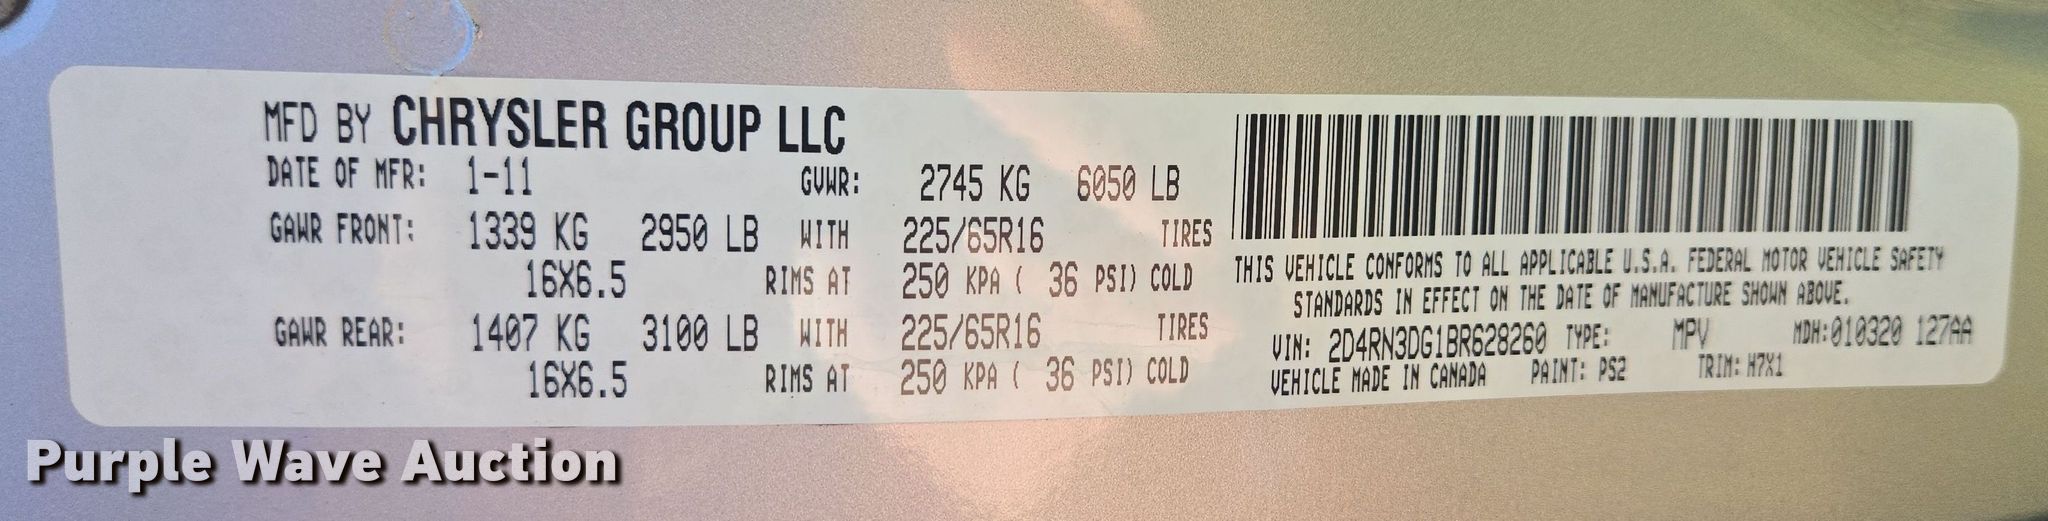 MFD BY CHRYSLER GROUP LLC
DATE OF MFR: 1-11 GVWR: 2745 KG 6050 LB
GAWR FRONT: 1339 KG 2950 LB WITH 225/65R16 TIRES
16X6.5 RIMS AT 250 KPA ( 36 PSI) COLD
GAWR REAR: 1407 KG 3100 LB WITH 225/65R16 TIRES
16X6.5 RIMS AT 250 KPA ( 36 PSI) COLD
THIS VEHICLE CONFORMS TO ALL APPLICABLE U.S.A. FEDERAL MOTOR VEHICLE SAFETY
STANDARDS IN EFFECT ON THE DATE OF MANUFACTURE SHOWN ABOVE.
VIN: 2D4RN3DG1BR628260 TYPE: MPV MDH:010320 127AA
VEHICLE MADE IN CANADA PAINT: PS2 TRIM: H7X1
Purple Wave Auction